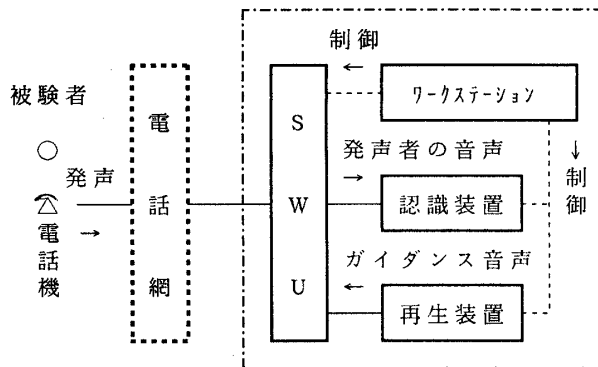 制御
←
ワークステーション
被験者
○
発声
→
電話機
電話網
SWU
発声者の音声
→
認識装置
↓
制御
ガイダンス音声
←
再生装置